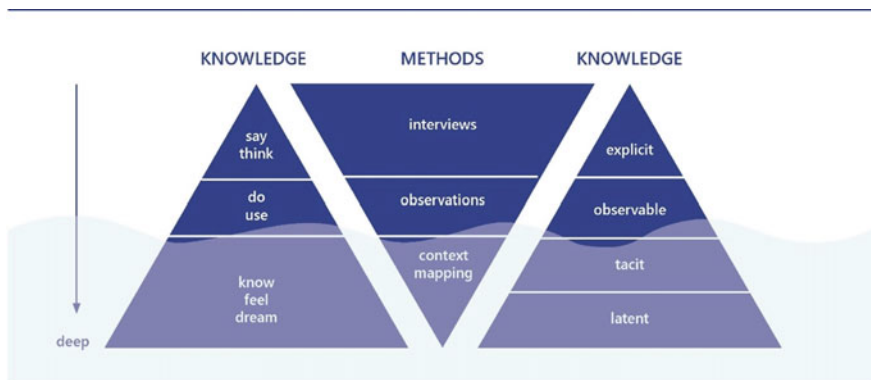 KNOWLEDGE
METHODS
KNOWLEDGE
say
think
interviews
explicit
do
use
observations
observable
know
feel
dream
context
mapping
tacit
latent
deep